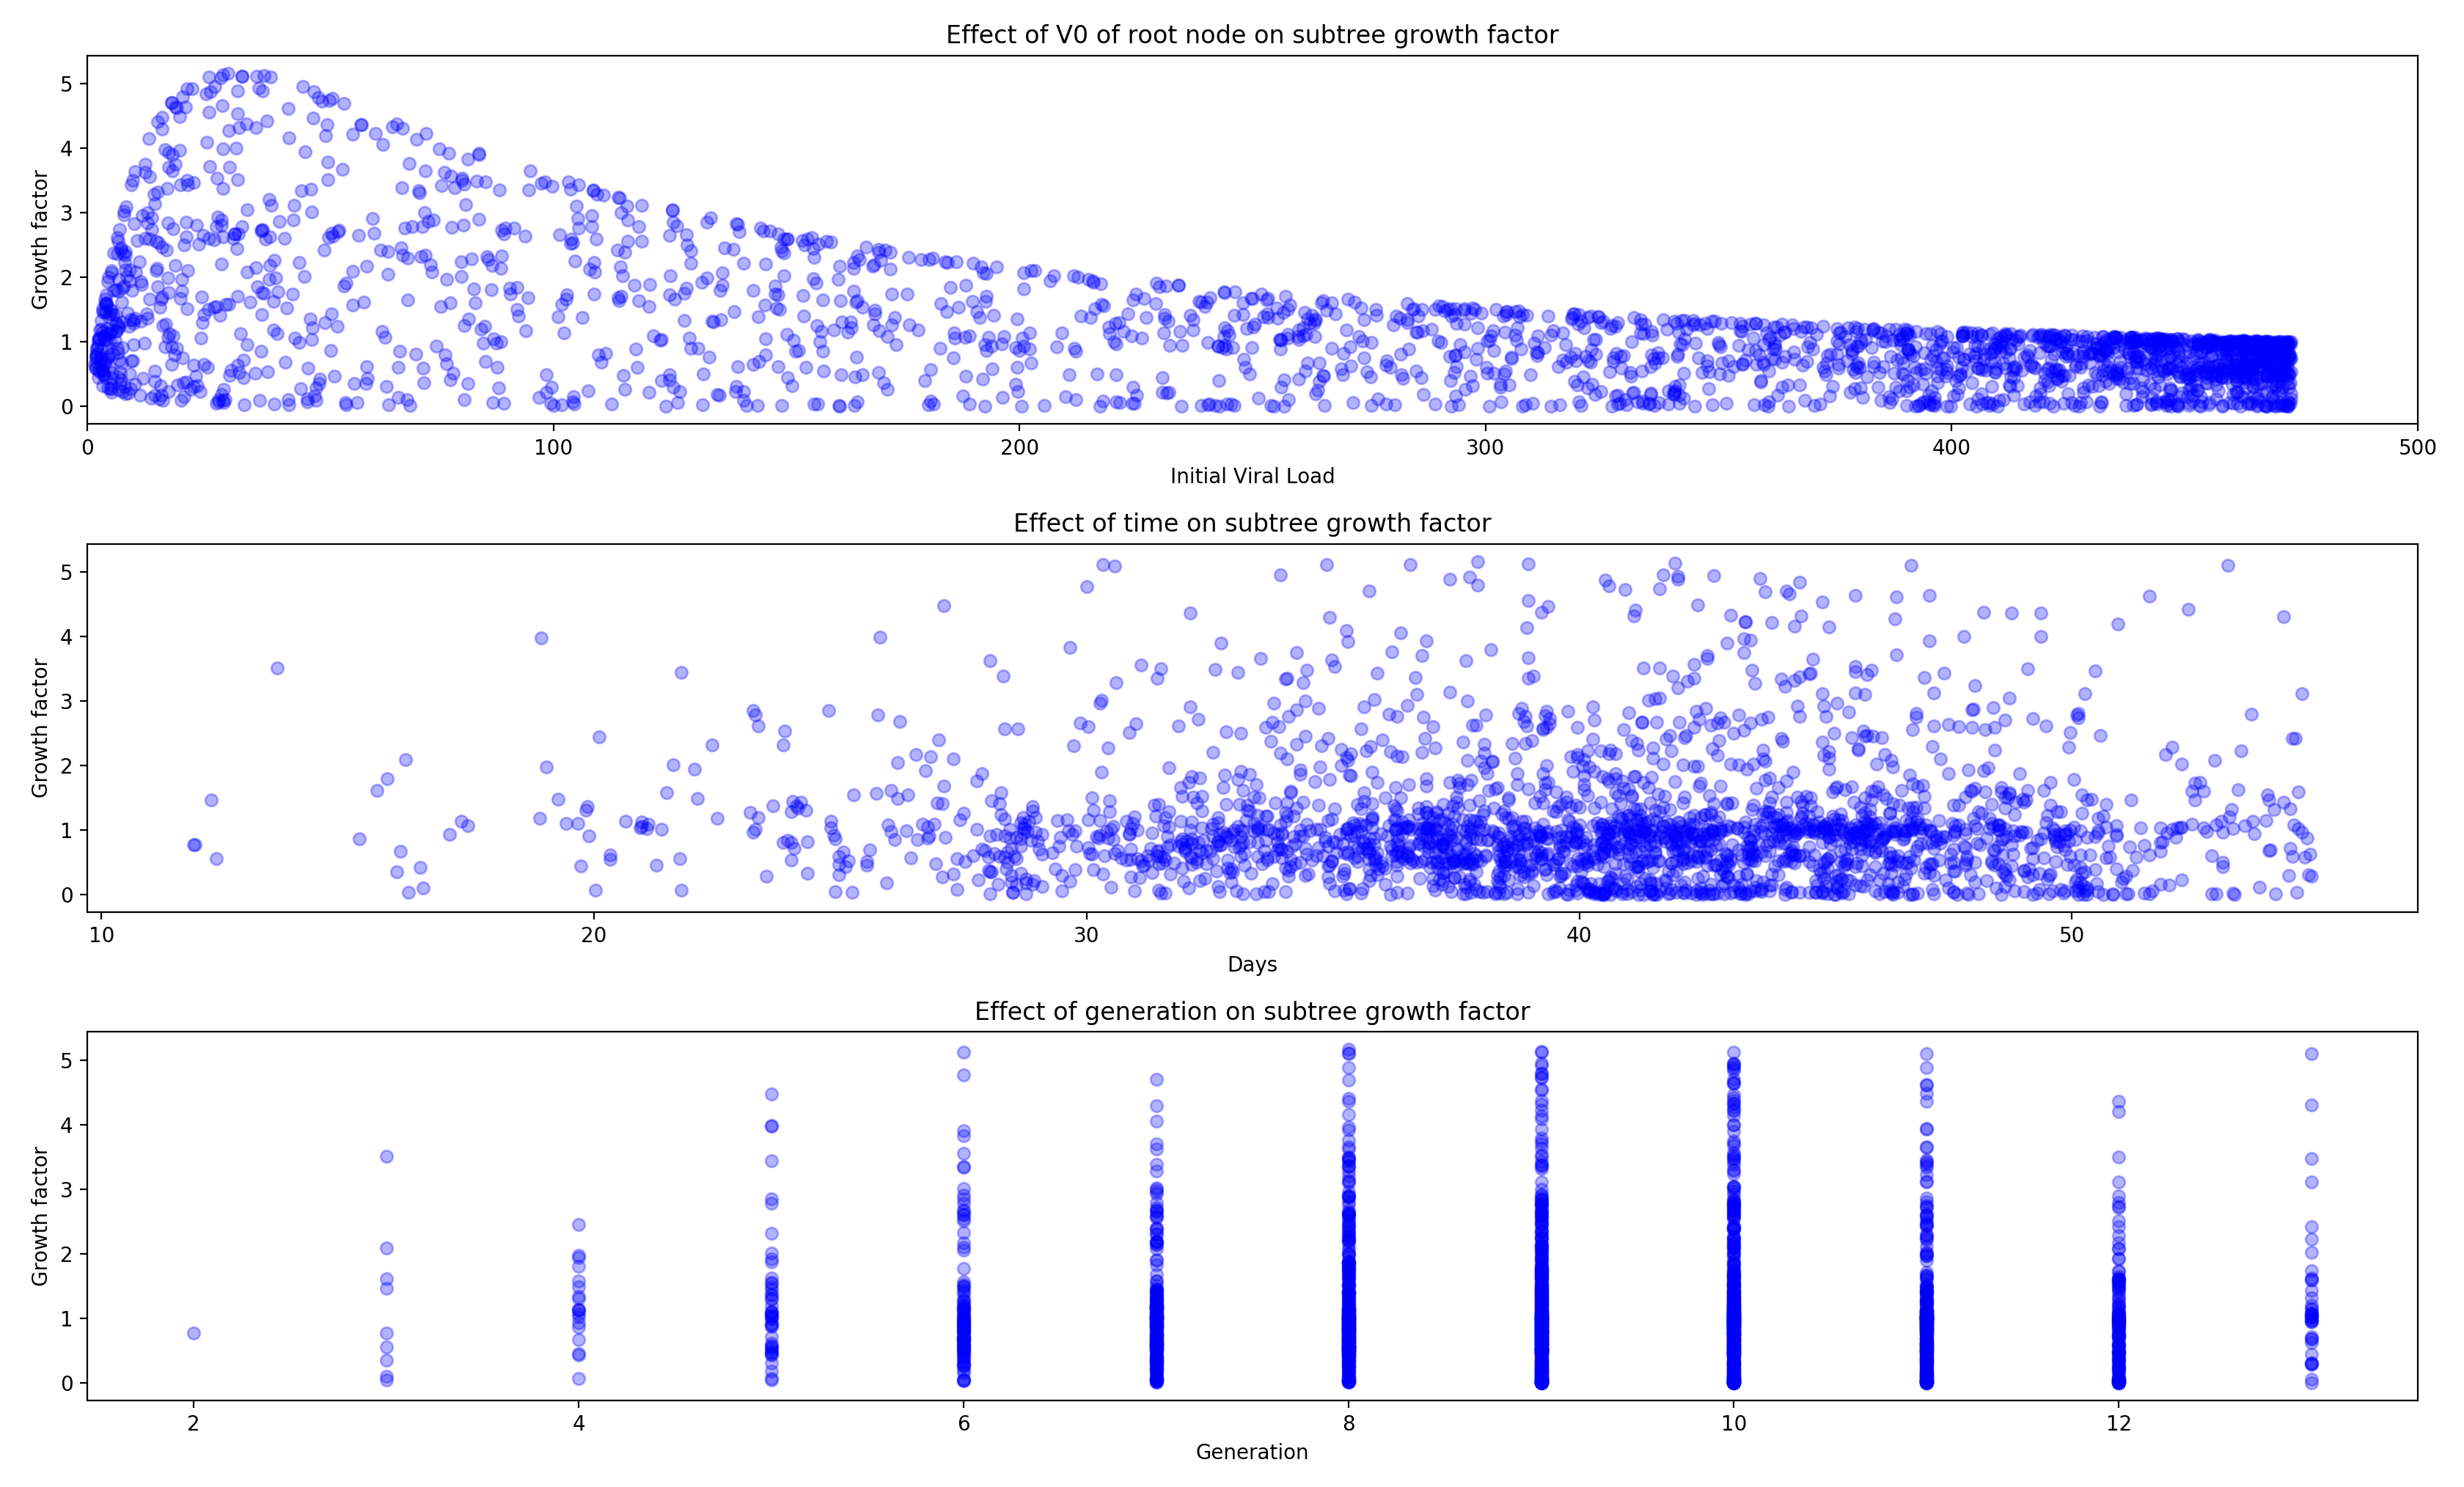 Effect of V0 of root node on subtree growth factor
Growth factor
5
4
3
2
1
0
0 100 200 300 400 500
Initial Viral Load
Effect of time on subtree growth factor
Growth factor
5
4
3
2
1
0
10 20 30 40 50
Days
Effect of generation on subtree growth factor
Growth factor
5
4
3
2
1
0
2 4 6 8 10 12
Generation